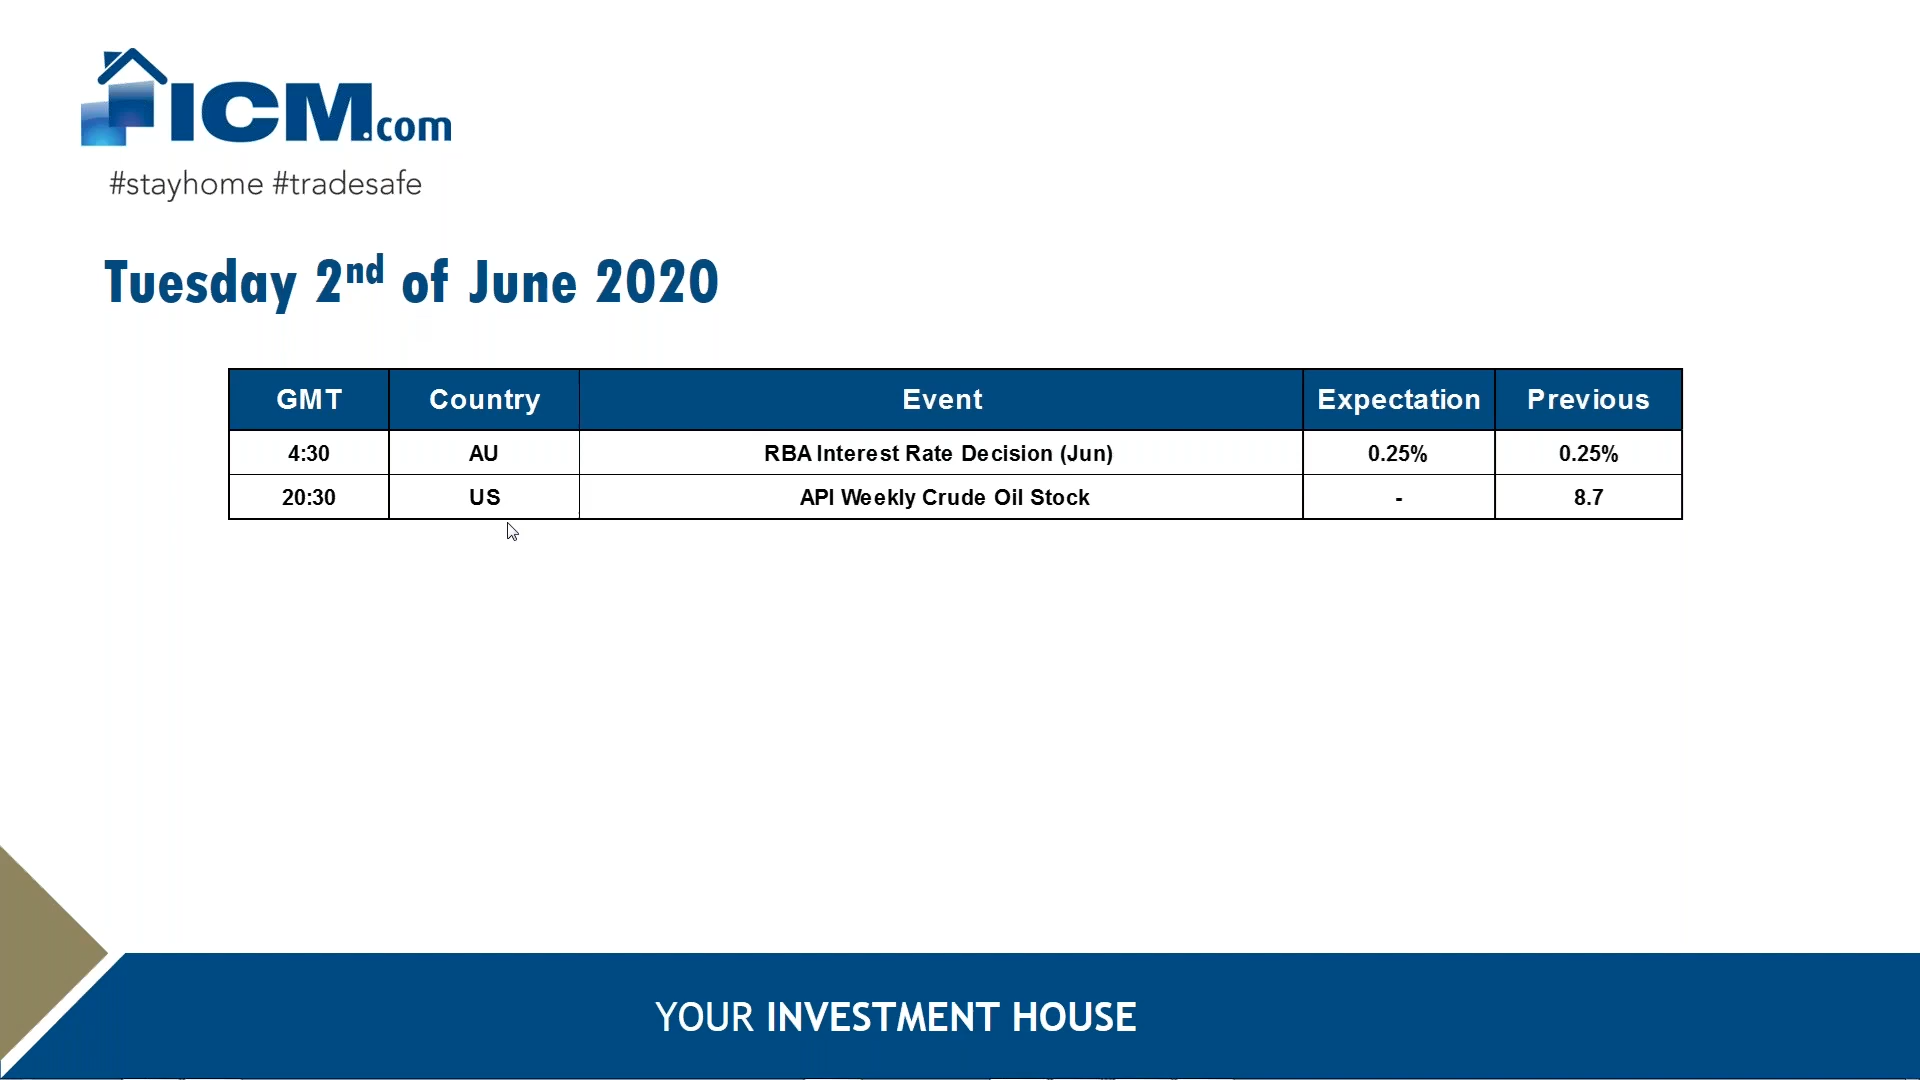 ICM.com
#stayhome #tradesafe
Tuesday 2nd of June 2020
GMT Country Event Expectation Previous
4:30 AU RBA Interest Rate Decision (Jun) 0.25% 0.25%
20:30 US API Weekly Crude Oil Stock - 8.7
YOUR INVESTMENT HOUSE